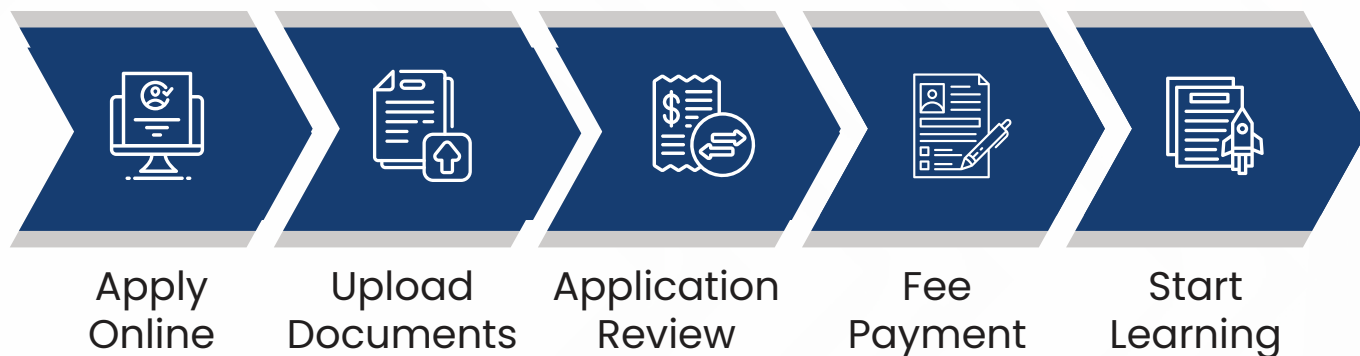 Apply
Online
Upload
Documents
Application
Review
Fee
Payment
Start
Learning